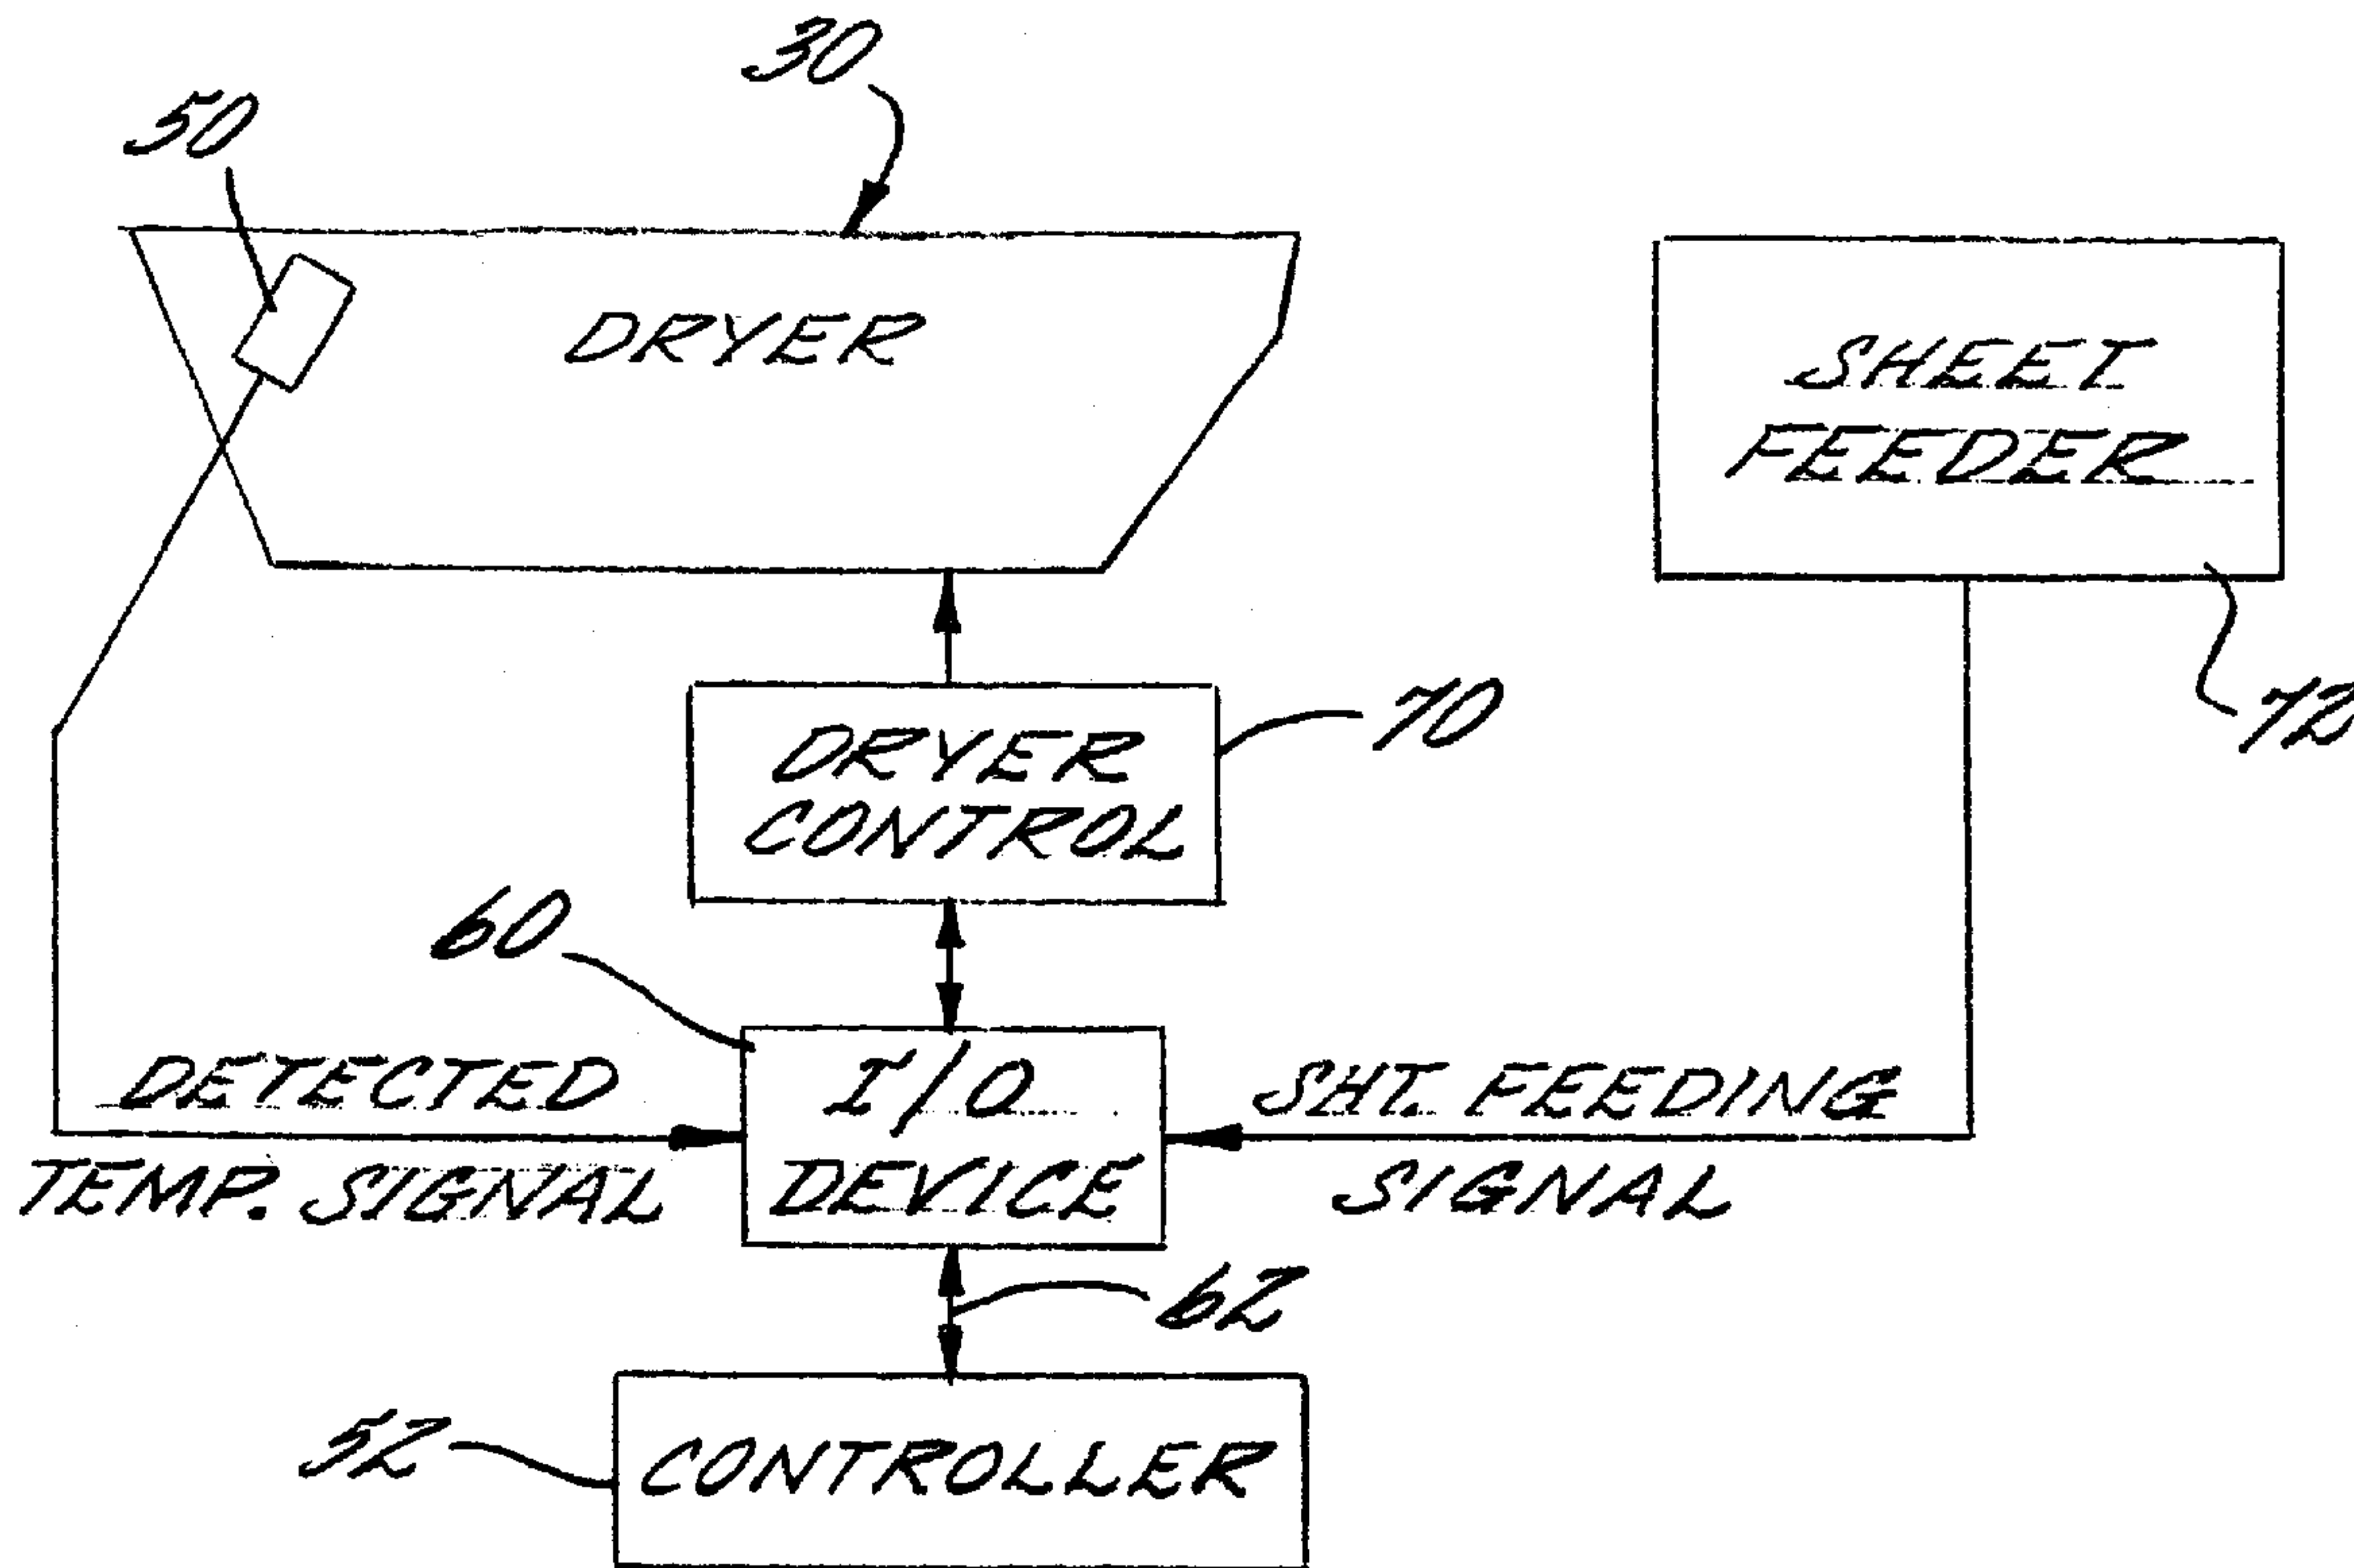 30
50
DRYER
SHEET
FEEDER
70
DRYER
CONTROL
60
I/O
DEVICE
DETECTED
TEMP. SIGNAL
SHT. FEEDING
SIGNAL
62
52
CONTROLLER